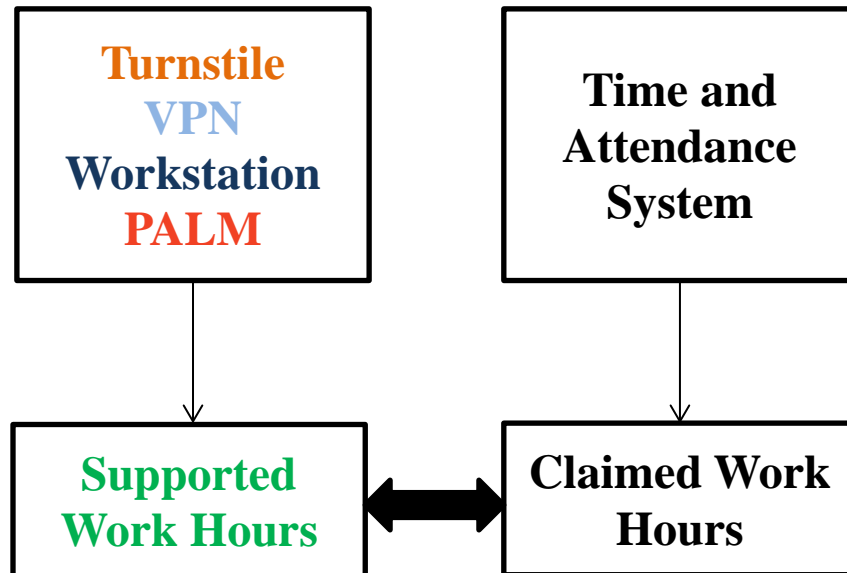 Turnstile
VPN
Workstation
PALM
Time and
Attendance
System
Supported
Work Hours
Claimed Work
Hours